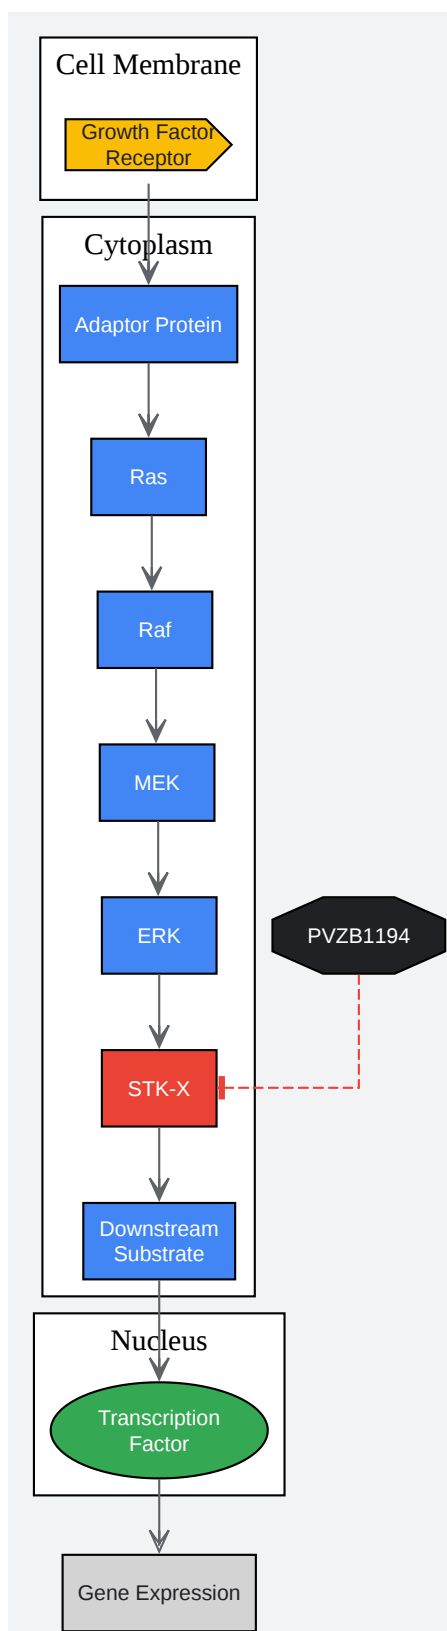 Cell Membrane
Growth Factor
Receptor
Cytoplasm
Adaptor Protein
Ras
Raf
MEK
ERK
PVZB1194
STK-X
Downstream
Substrate
Nucleus
Transcription
Factor
Gene Expression